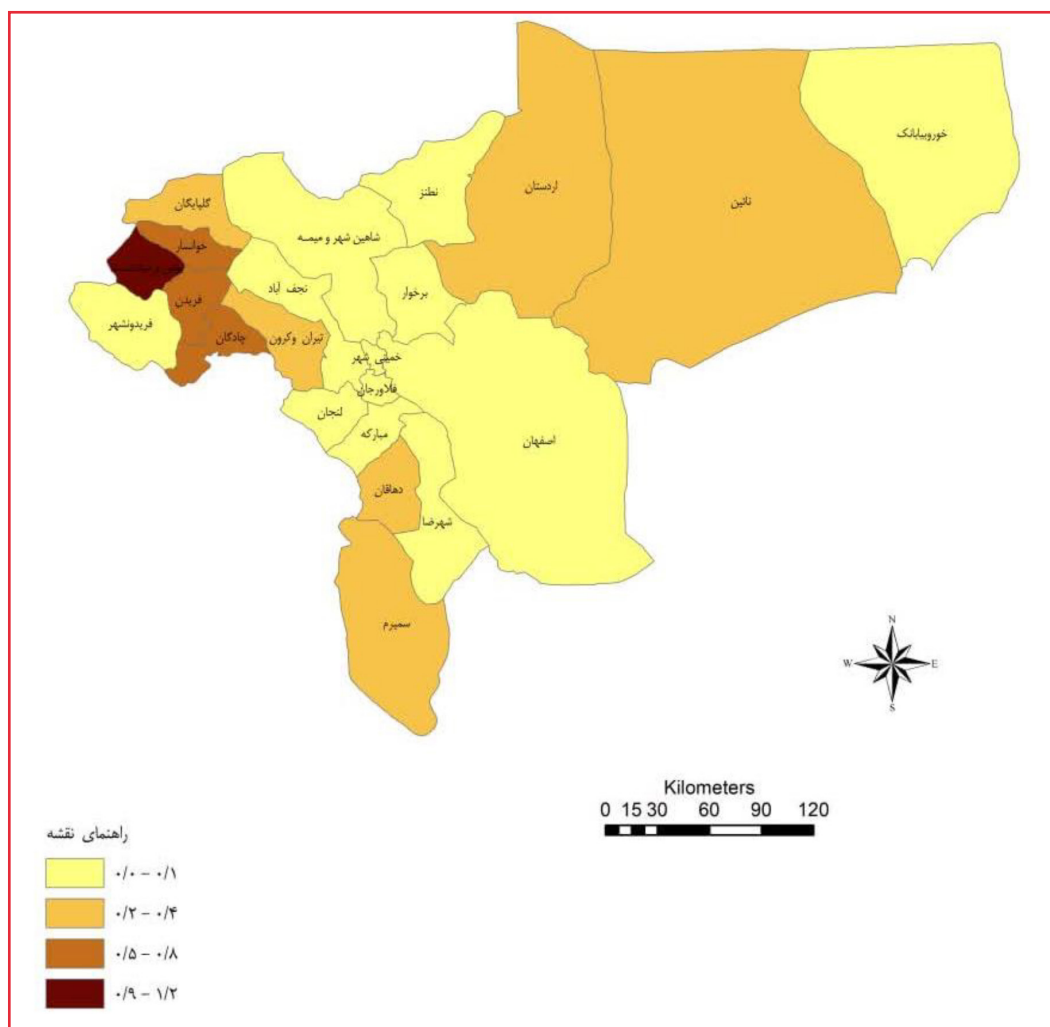 خوروبیابانک
اردستان
نائین
نطنز
گلپایگان
شاهین شهر و میمه
خوانسار
نجف آباد
برخوار
فریدن
فریدونشهر
چادگان
تیران وکرون
خمینی شهر
فلاورجان
لنجان
مبارکه
اصفهان
دهاقان
شهرضا
سمیرم
N
W E
S
Kilometers
0 15 30 60 90 120
راهنمای نقشه
۰/۰ – ۰/۱
۰/۲ – ۰/۴
۰/۵ – ۰/۸
۰/۹ – ۱/۲